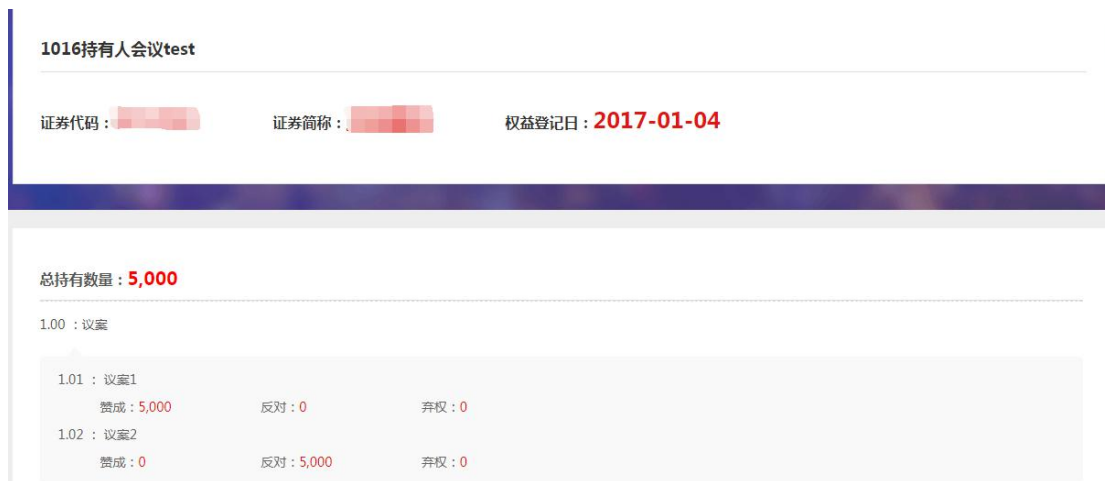 1016持有人会议test
证券代码： 证券简称： 权益登记日：2017-01-04
总持有数量：5,000
1.00 ：议案
1.01 ： 议案1
赞成：5,000 反对：0 弃权：0
1.02 ： 议案2
赞成：0 反对：5,000 弃权：0